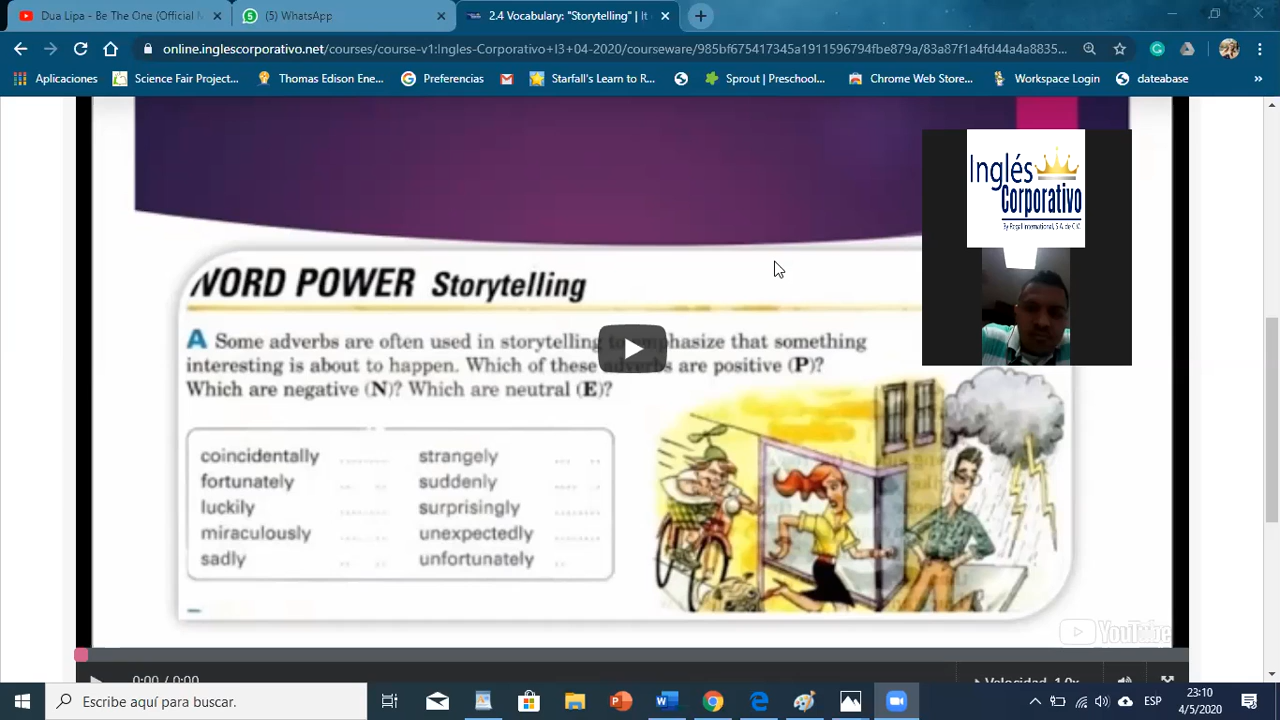 Dua Lipa - Be The One (Official M
(5) WhatsApp
2.4 Vocabulary: "Storytelling" | It
online.inglescorporativo.net/courses/course-v1:Ingles-Corporativo+I3+04-2020/courseware/985bf675417345a1911596794fbe879a/83a87f1a4fd44a4a8835...
Aplicaciones
Science Fair Project...
Thomas Edison Ene...
Preferencias
Starfall's Learn to R...
Sprout | Preschool...
Chrome Web Store...
Workspace Login
dateabase
»
Inglés
Corporativo
By Regal International, S.A. de C.V.
WORD POWER Storytelling
A Some adverbs are often used in storytelling to emphasize that something
interesting is about to happen. Which of these adverbs are positive (P)?
Which are negative (N)? Which are neutral (E)?
coincidentally strangely
fortunately suddenly
luckily surprisingly
miraculously unexpectedly
sadly unfortunately
YouTube
0:00 / 0:00
Velocidad 1.0x
Escribe aquí para buscar.
ESP
23:10
4/5/2020